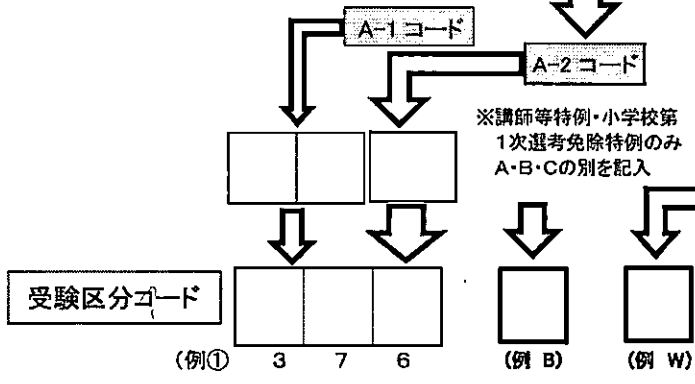 A-1 コード
A-2 コード
※講師等特例・小学校第
1次選考免除特例のみ
A・B・Cの別を記入
受験区分コード
(例① 3 7 6 (例 B) (例 W)